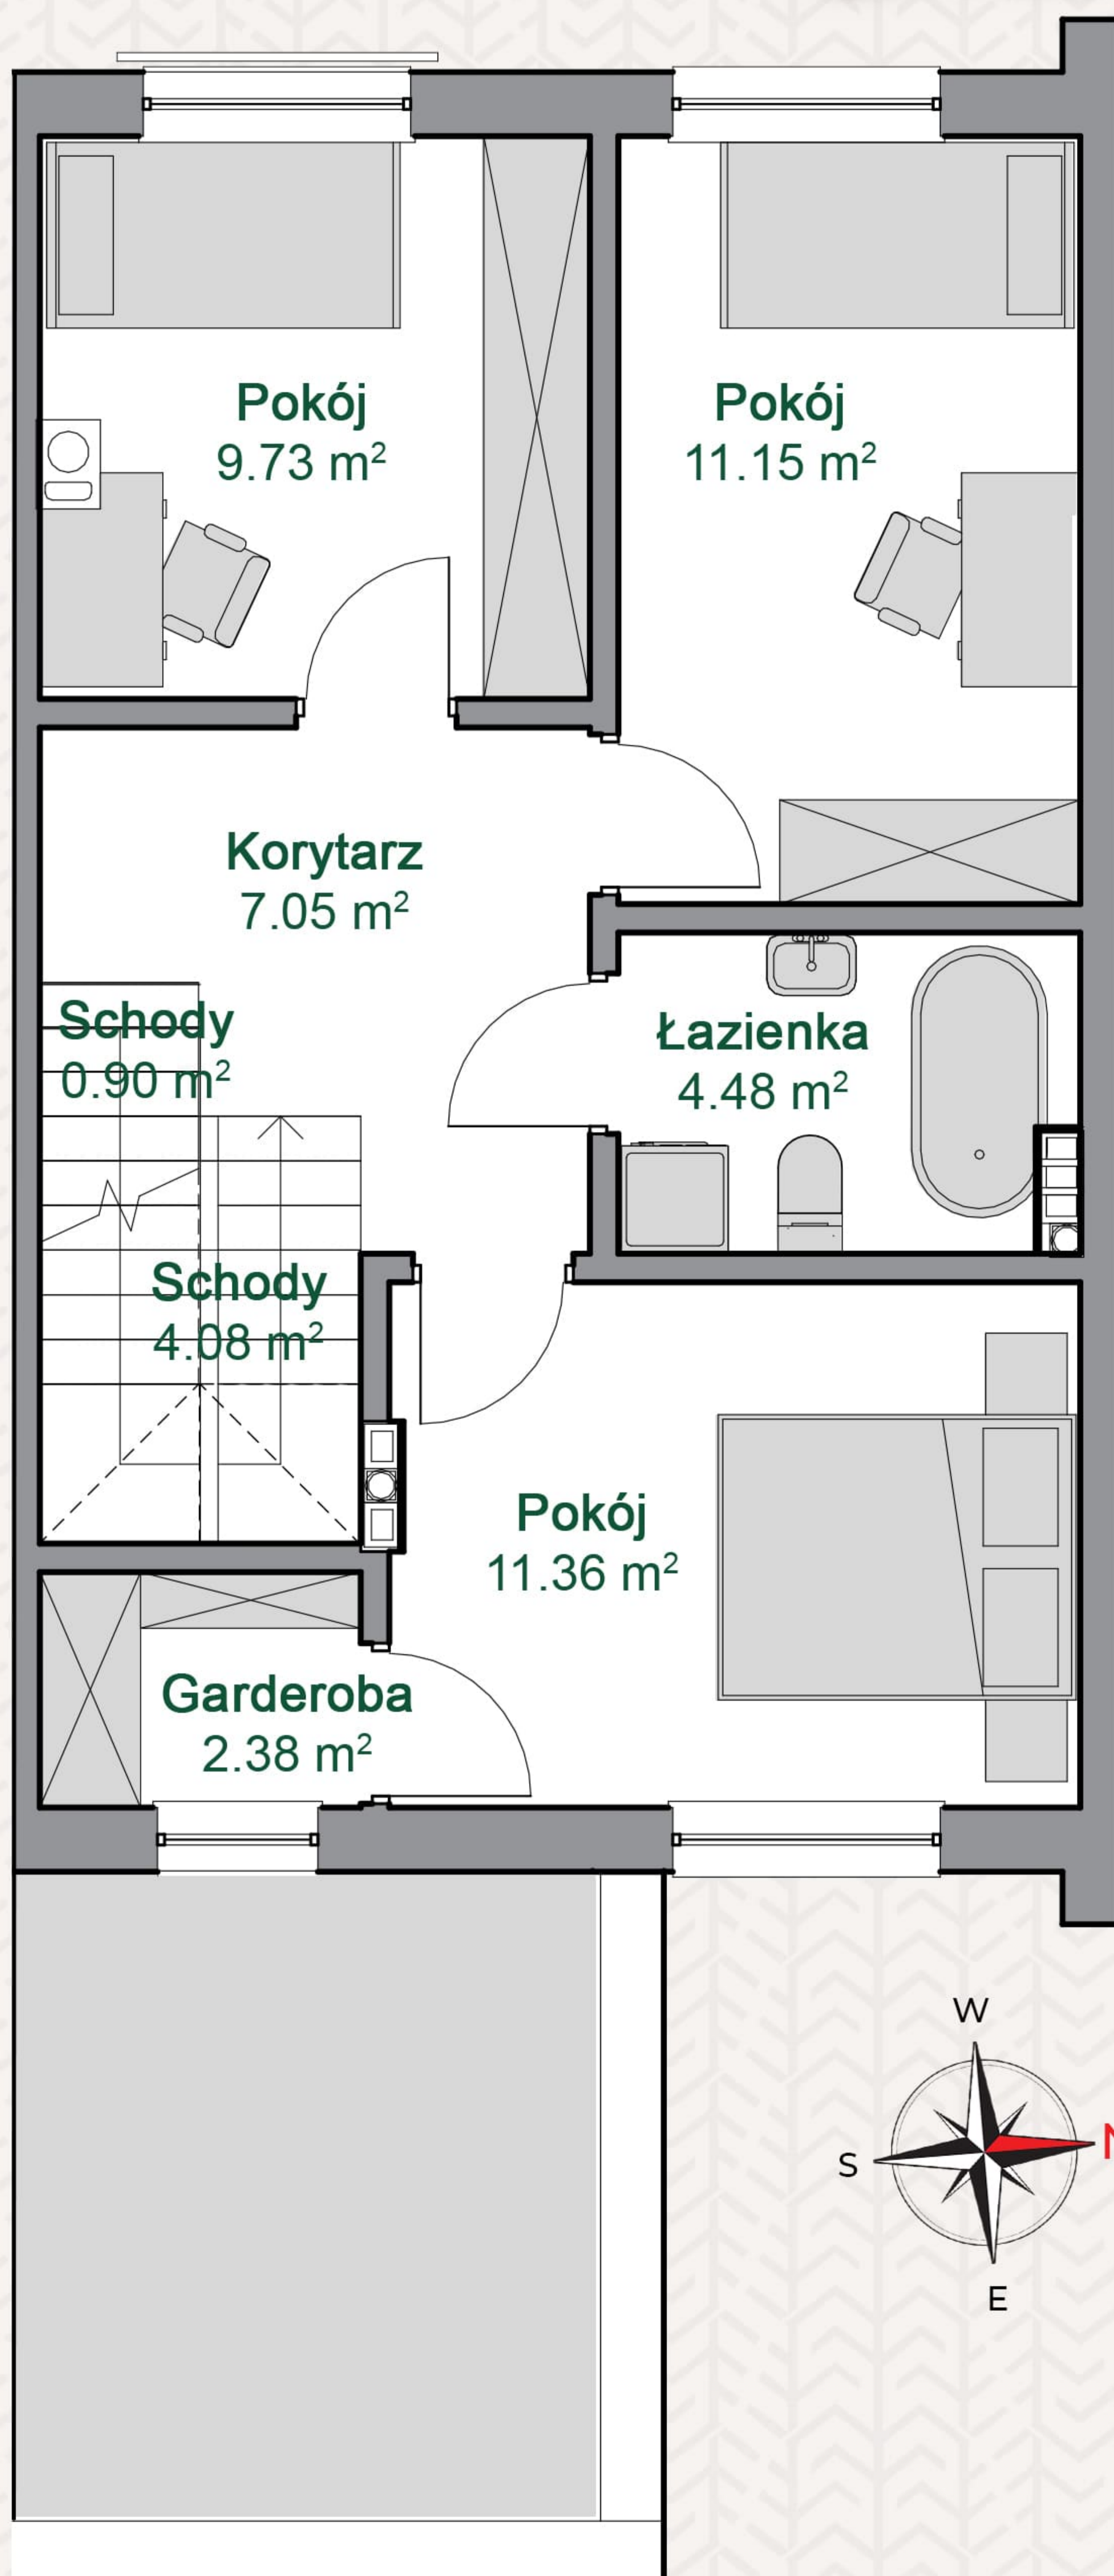 Pokój
9.73 m²
Pokój
11.15 m²
Korytarz
7.05 m²
Schody
0.90 m²
Łazienka
4.48 m²
Schody
4.08 m²
Pokój
11.36 m²
Garderoba
2.38 m²
W
S
N
E